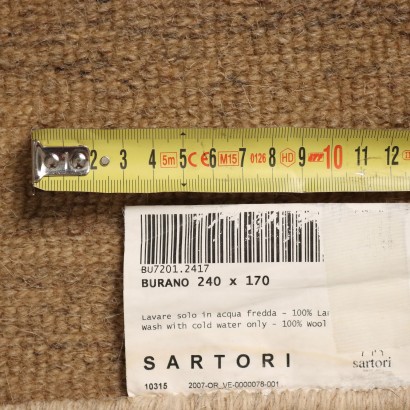 2 3 4 5m 5 CE 6 M15 7 0126 8 HD 9 10 11 12
BU7201.2417
BURANO 240 x 170
Lavare solo in acqua fredda - 100% La
Wash with cold water only - 100% Wool
SARTORI
sartori
10315 2007-OR_VE-0000078-001